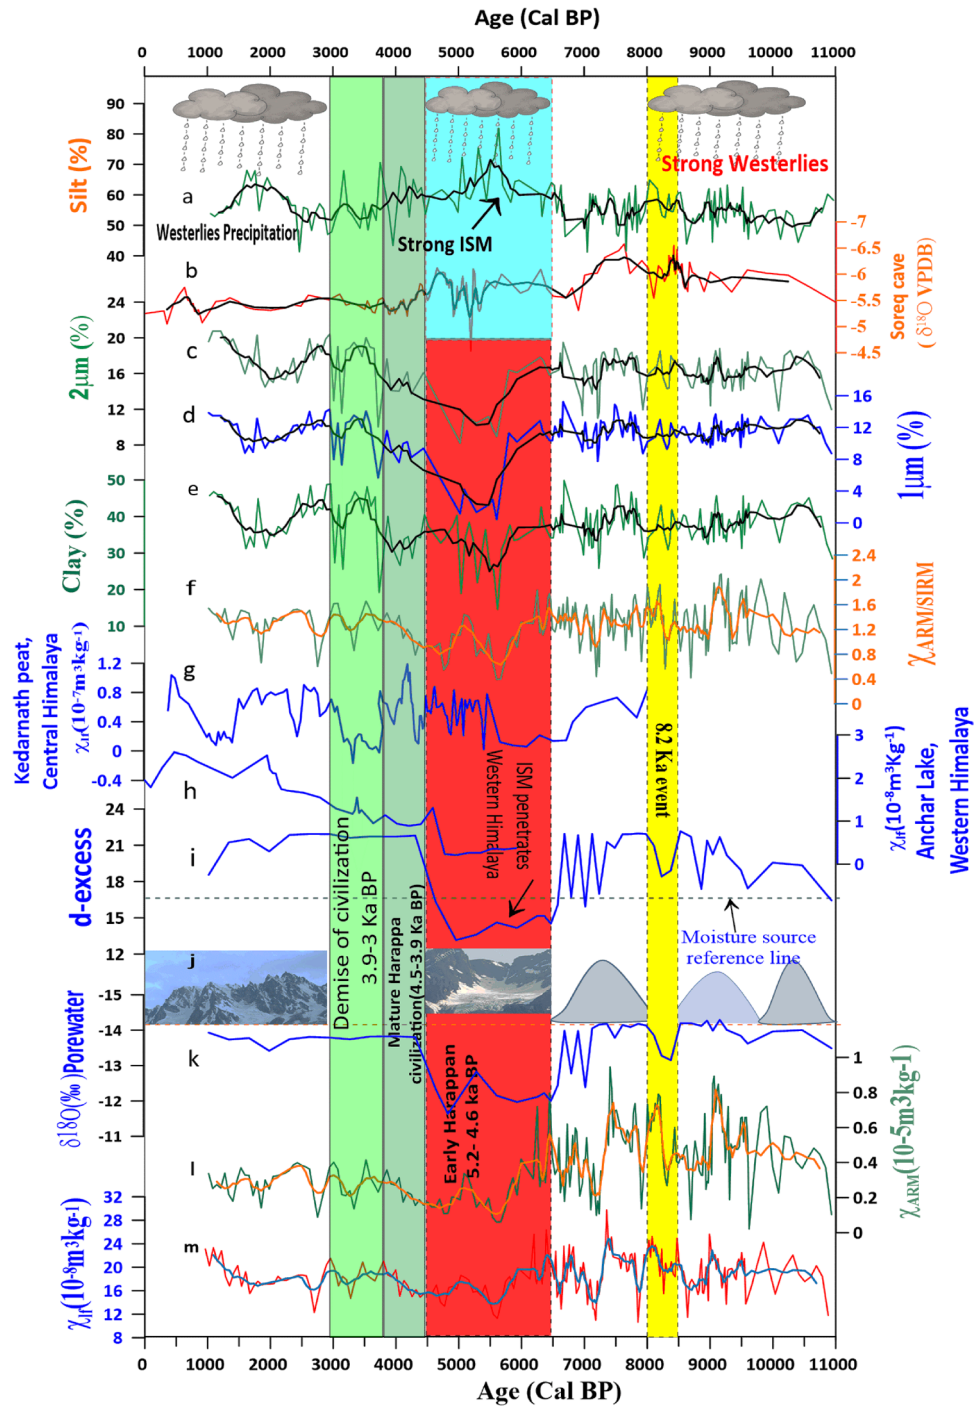 Age (Cal BP)
0 1000 2000 3000 4000 5000 6000 7000 8000 9000 10000 11000
90
80
70
60
50
40
Silt (%)
Strong Westerlies
a
Westerlies Precipitation
Strong ISM
-7
-6.5
-6
-5.5
-5
-4.5
Soreq cave
( δ18O VPDB)
b
24
20
16
12
8
2μm (%)
c
16
12
8
4
0
1μm (%)
d
50
40
30
20
10
Clay (%)
e
2.4
2
1.6
1.2
0.8
0.4
0
χARM/SIRM
f
Kedarnath peat,
Central Himalaya
χlf(10-7m3kg-1)
1.2
0.8
0.4
0
-0.4
g
3
2
1
0
χlf(10-8m3Kg-1)
Anchar Lake,
Western Himalaya
8.2 Ka event
ISM penetrates
Western Himalaya
h
24
21
18
15
12
d-excess
i
Moisture source
reference line
Demise of civilization
3.9-3 Ka BP
Mature Harappa
civilization(4.5-3.9 Ka BP)
j
-15
-14
-13
-12
-11
δ18O(‰)Porewater
k
Early Harappan
5.2- 4.6 ka BP
1
0.8
0.6
0.4
0.2
0
χARM(10-5m3kg-1)
l
32
28
24
20
16
12
8
χlf(10-8m3kg-1)
m
0 1000 2000 3000 4000 5000 6000 7000 8000 9000 10000 11000
Age (Cal BP)